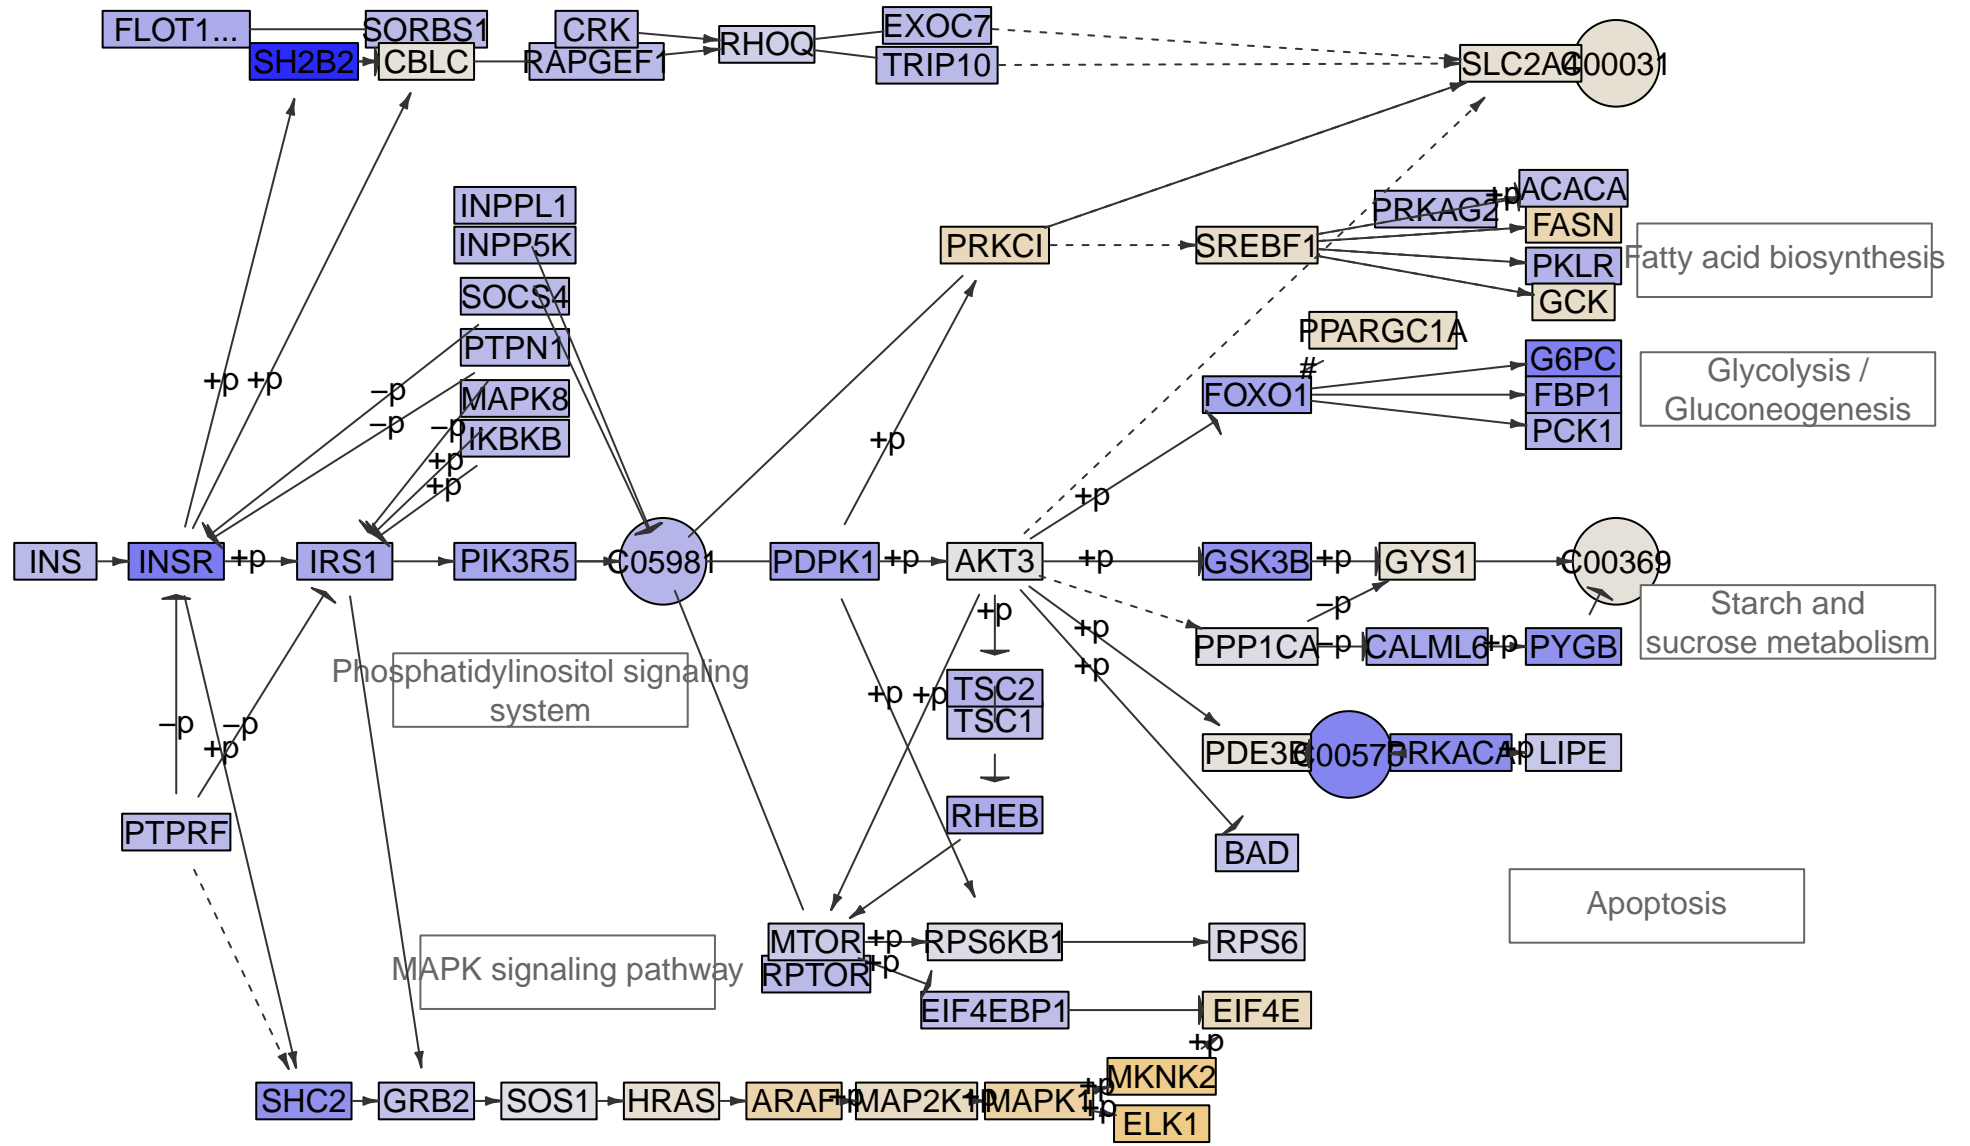 FLOT1...
SORBS1
CRK
EXOC7
RHOQ
SH2B2
CBLC
RAPGEF1
TRIP10
SLC2A4
C00031
INPPL1
INPP5K
PRKCI
SREBF1
PRKAG2
+p
ACACA
FASN
PKLR
GCK
Fatty acid biosynthesis
SOCS4
PTPN1
MAPK8
IKBKB
PPARGC1A
#
FOXO1
G6PC
FBP1
PCK1
Glycolysis /
Gluconeogenesis
+p
+p
−p
−p
−p
+p
+p
+p
+p
INS
INSR
+p
IRS1
PIK3R5
C05981
PDPK1
+p
AKT3
+p
GSK3B
+p
GYS1
C00369
+p
+p
−p
PPP1CA
−p
CALML6
+p
PYGB
Starch and
sucrose metabolism
Phosphatidylinositol signaling
system
+p
+p
+p
TSC2
TSC1
−p
+p
−p
PDE3B
C00575
PRKACA
+p
LIPE
PTPRF
RHEB
BAD
Apoptosis
MAPK signaling pathway
MTOR
+p
RPS6KB1
RPS6
RPTOR
+p
EIF4EBP1
EIF4E
+p
SHC2
GRB2
SOS1
HRAS
ARAF
+p
MAP2K1
+p
MAPK1
+p
+p
MKNK2
ELK1